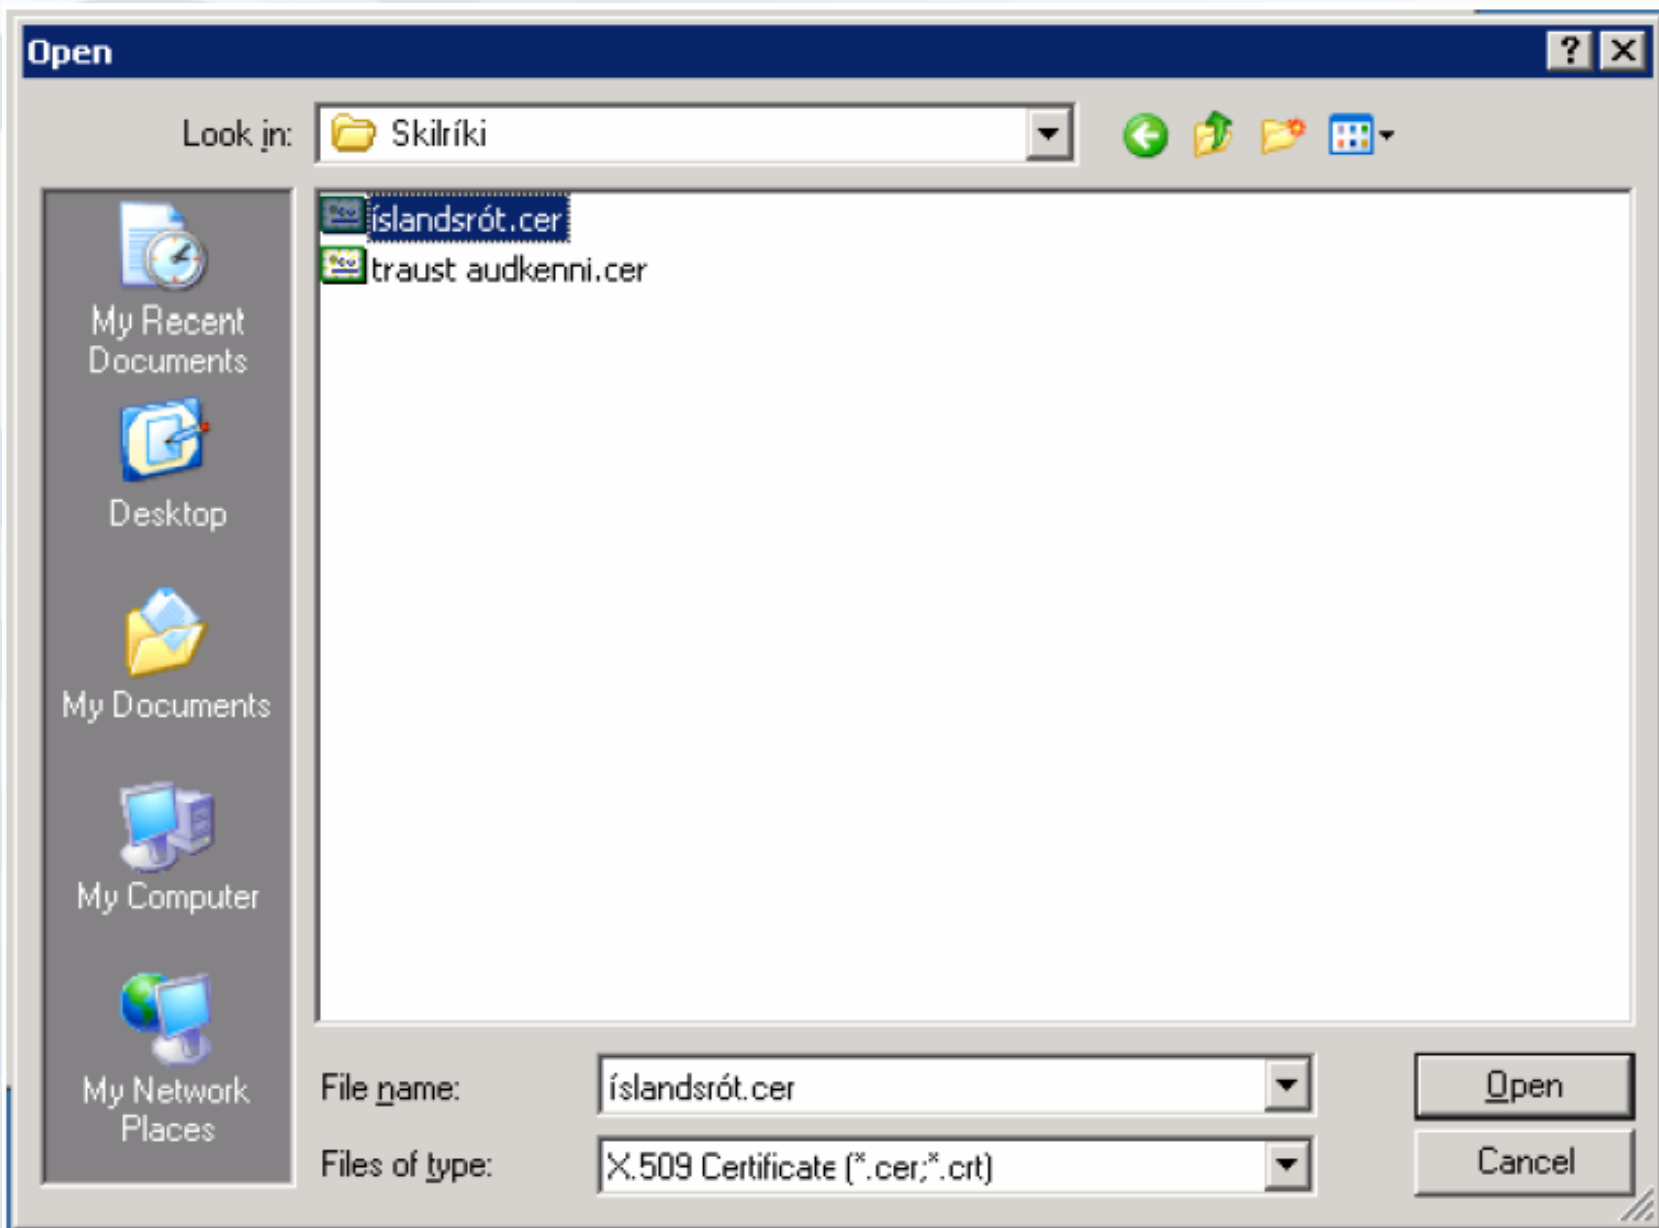 Open
Look in: Skilríki
íslandsrót.cer
traust audkenni.cer
My Recent
Documents
Desktop
My Documents
My Computer
My Network
Places
File name: íslandsrót.cer
Open
Files of type: X.509 Certificate (*.cer;*.crt)
Cancel